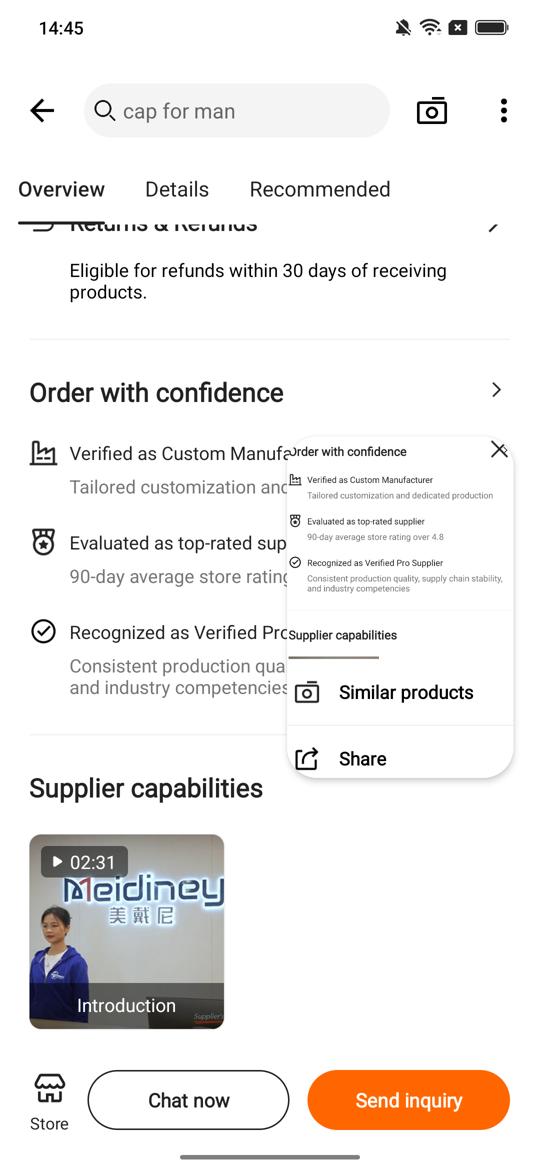 14:45
cap for man
Overview Details Recommended
Returns & Refunds
Eligible for refunds within 30 days of receiving
products.
Order with confidence
Verified as Custom Manufa
Tailored customization and
Evaluated as top-rated sup
90-day average store rating
Recognized as Verified Pro
Consistent production qua
and industry competencies
Order with confidence
Verified as Custom Manufacturer
Tailored customization and dedicated production
Evaluated as top-rated supplier
90-day average store rating over 4.8
Recognized as Verified Pro Supplier
Consistent production quality, supply chain stability,
and industry competencies
Supplier capabilities
Similar products
Share
Supplier capabilities
02:31
Meidiney
美戴尼
Introduction
Supplier's
Store
Chat now
Send inquiry